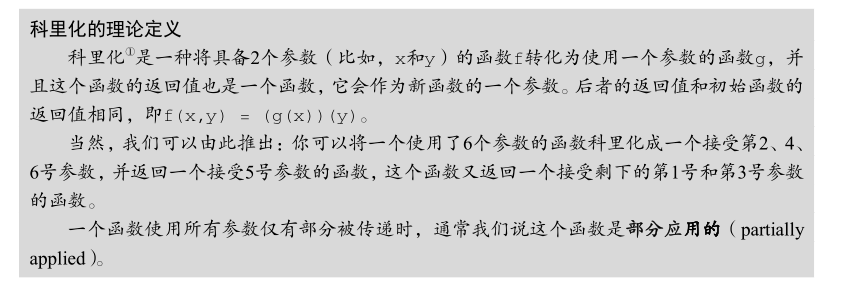 科里化的理论定义
科里化①是一种将具备2个参数（比如，x和y）的函数f转化为使用一个参数的函数g，并
且这个函数的返回值也是一个函数，它会作为新函数的一个参数。后者的返回值和初始函数的
返回值相同，即f(x,y) = (g(x))(y)。
当然，我们可以由此推出：你可以将一个使用了6个参数的函数科里化成一个接受第2、4、
6号参数，并返回一个接受5号参数的函数，这个函数又返回一个接受剩下的第1号和第3号参数
的函数。
一个函数使用所有参数仅有部分被传递时，通常我们说这个函数是部分应用的（partially
applied）。